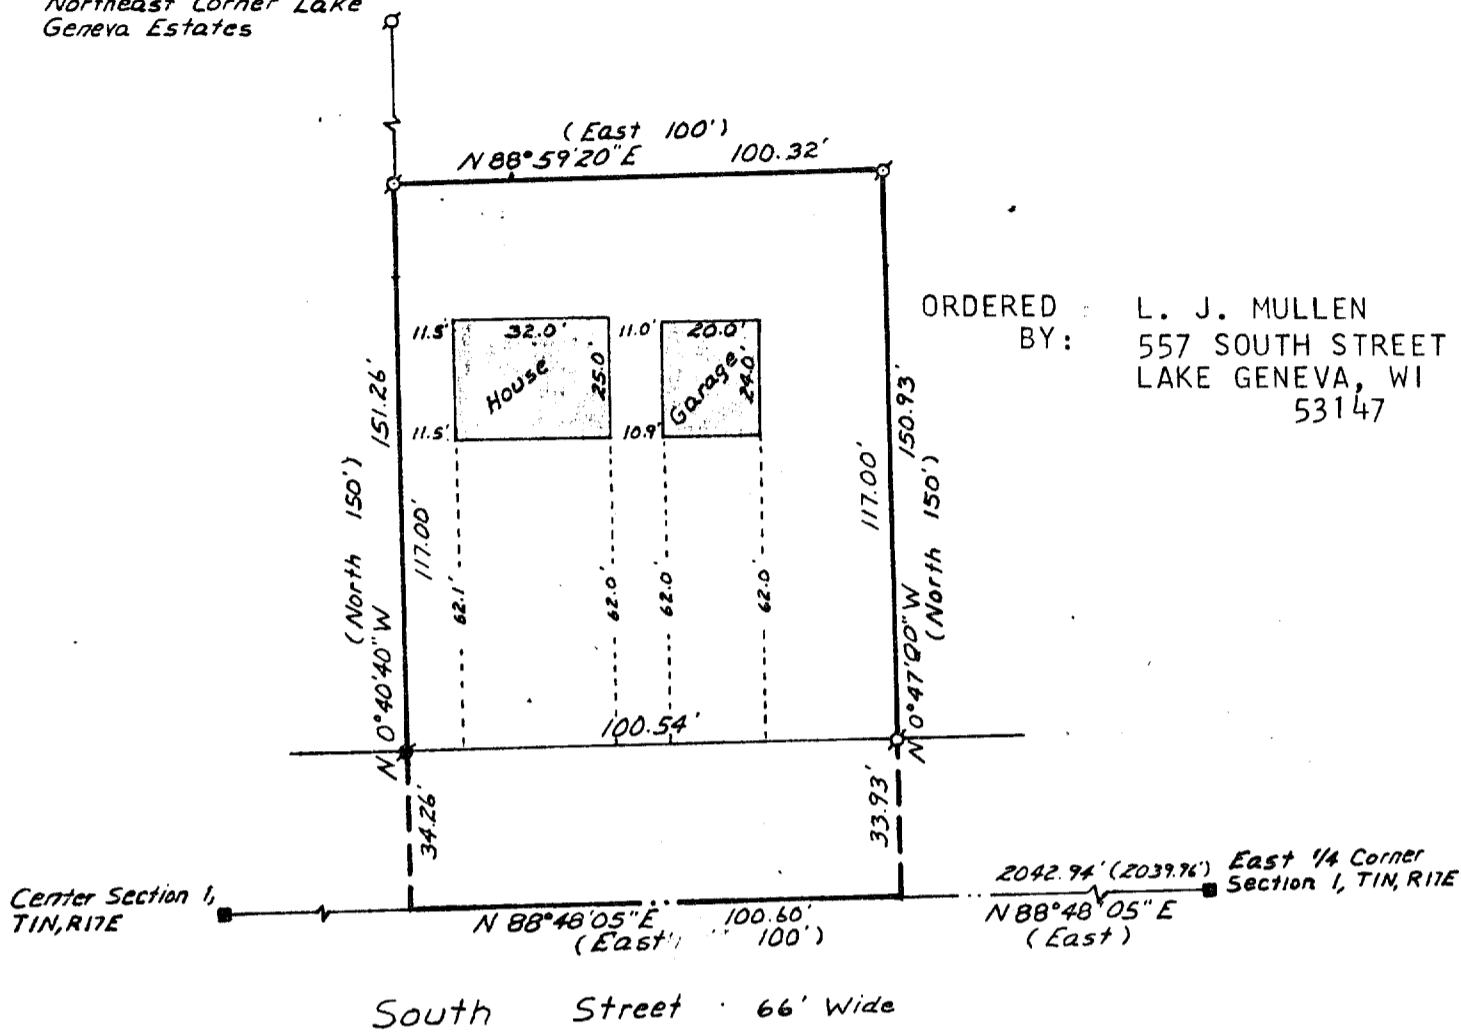 Northeast Corner Lake
Geneva Estates
(East 100')
N 88°59'20"E 100.32'
ORDERED : L. J. MULLEN
BY: 557 SOUTH STREET
LAKE GENEVA, WI
53147
11.5' 32.0' 11.0' 20.0'
House 25.0' Garage 24.0'
11.5' 10.9'
151.26'
(North 150')
117.00'
N 0°40'40"W
62.1' 62.0' 62.0' 62.0'
117.00'
150.93'
(North 150')
N 0°47'00"W
100.54'
34.26' 33.93'
Center Section 1,
T1N, R17E
N 88°48'05"E 100.60'
(East 100')
2042.94' (2039.96')
N 88°48'05"E
(East)
East 1/4 Corner
Section 1, T1N, R17E
South Street 66' Wide